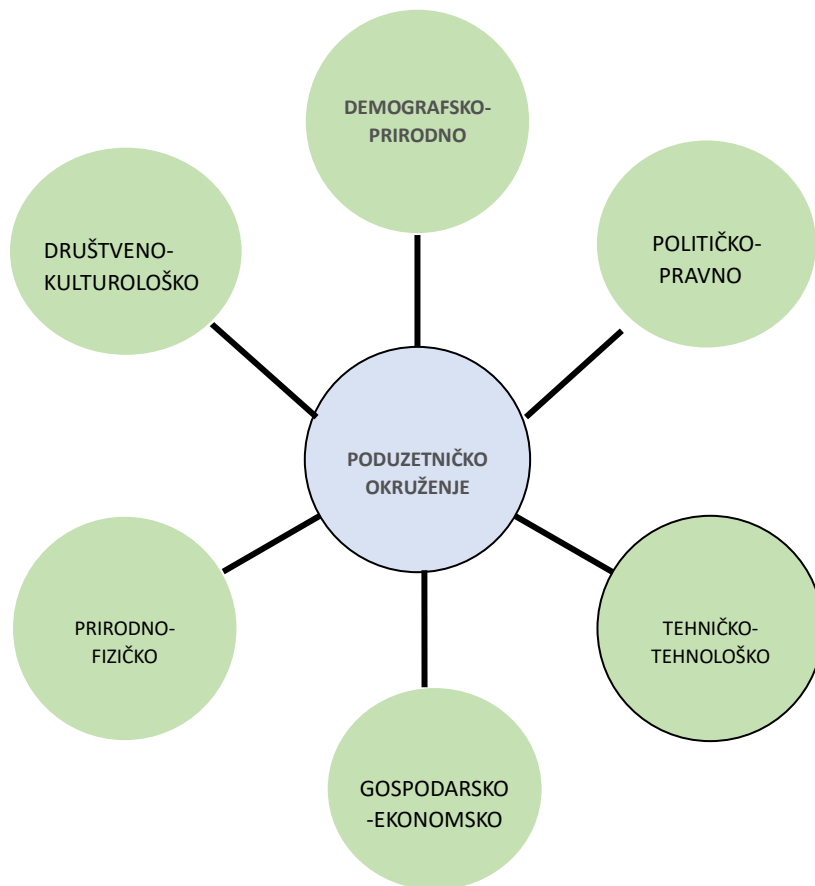 DEMOGRAFSKO-
PRIRODNO
DRUŠTVENO-
KULTUROLOŠKO
POLITIČKO-
PRAVNO
PODUZETNIČKO
OKRUŽENJE
PRIRODNO-
FIZIČKO
TEHNIČKO-
TEHNOLOŠKO
GOSPODARSKO
-EKONOMSKO